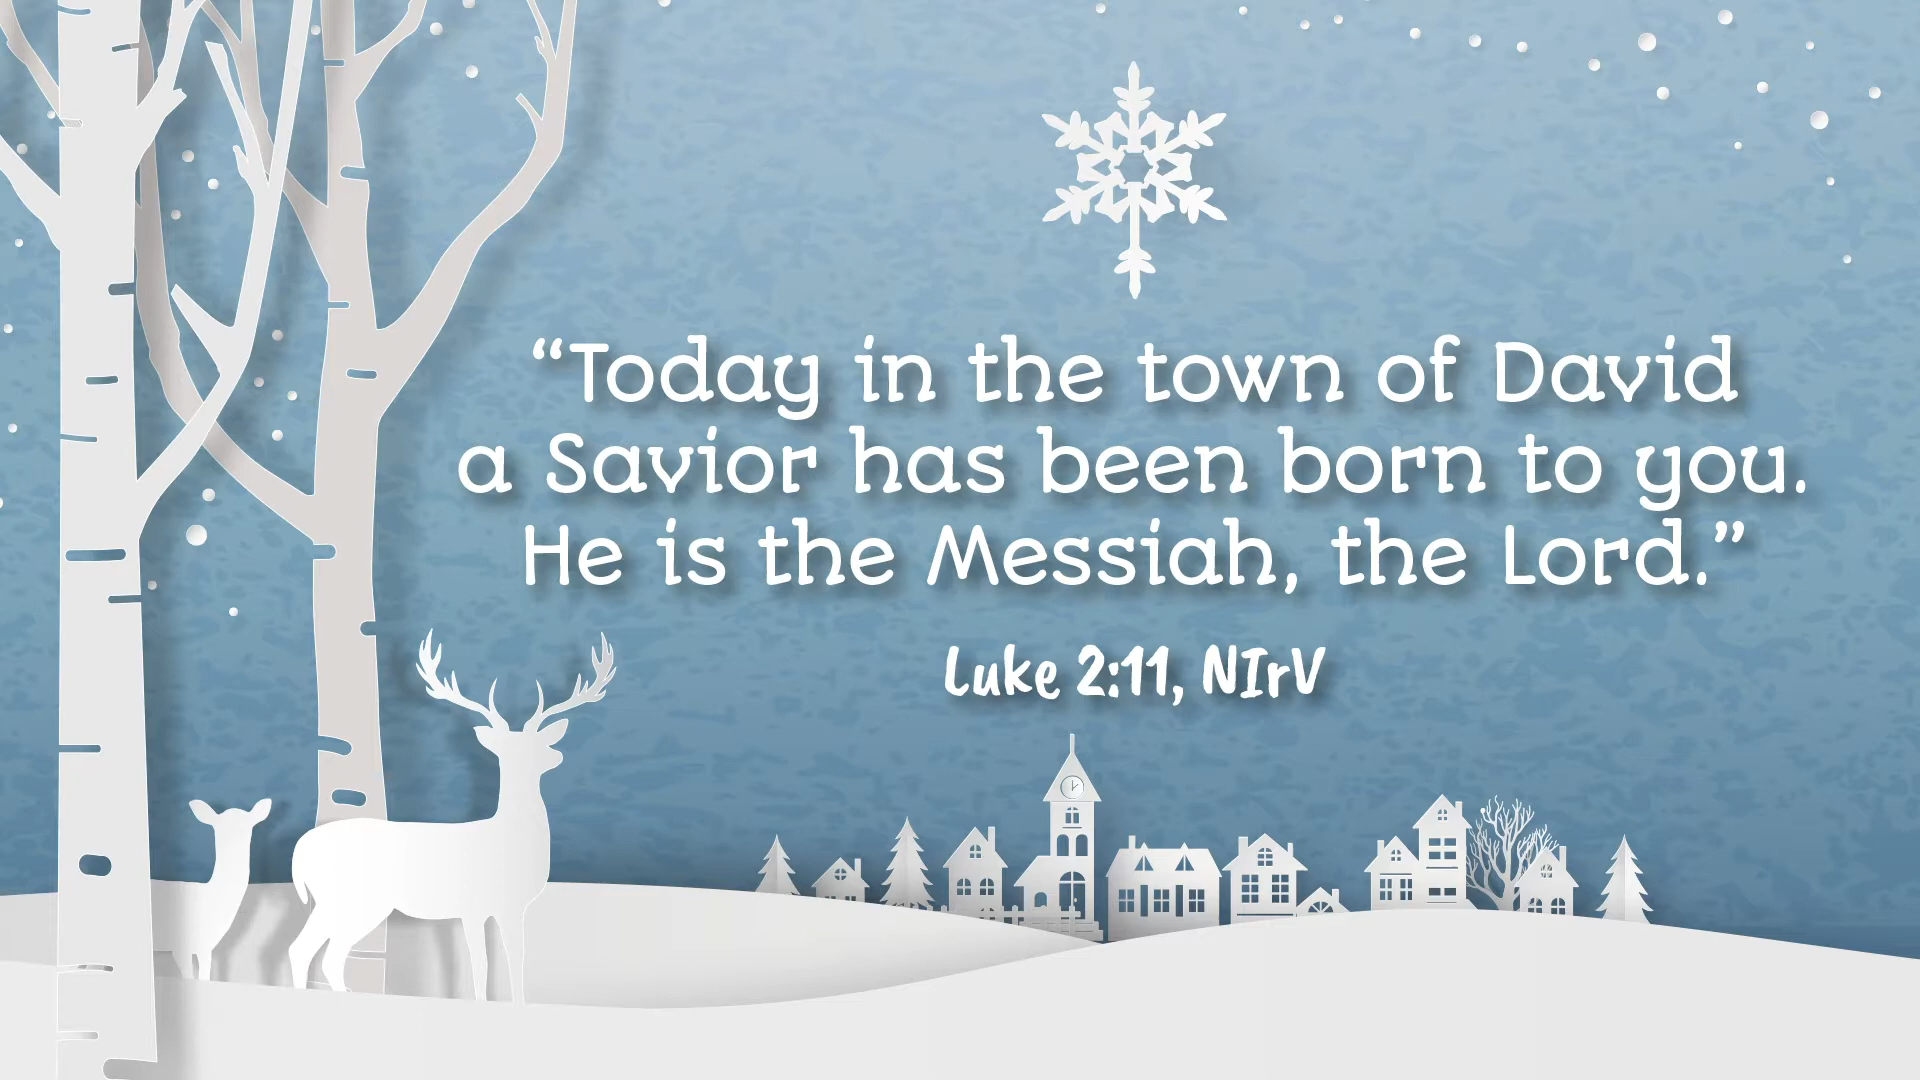 “Today in the town of David
a Savior has been born to you.
He is the Messiah, the Lord.”
Luke 2:11, NIrV